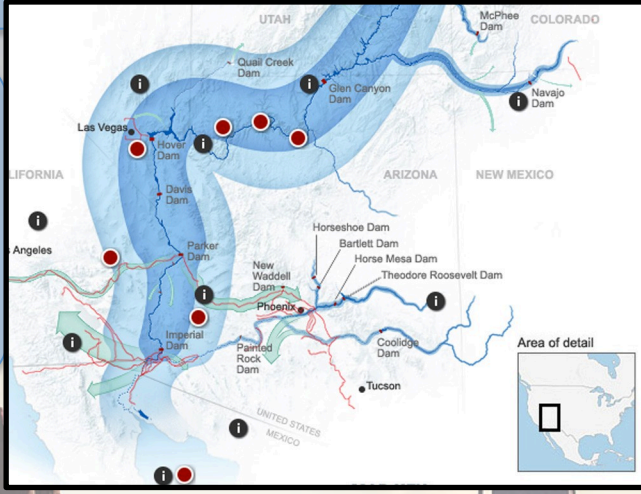 UTAH
McPhee
Dam
COLORADO
Quail Creek
Dam
Glen Canyon
Dam
Navajo
Dam
Las Vegas
Hover
Dam
LIFORNIA
ARIZONA
NEW MEXICO
Davis
Dam
Horseshoe Dam
Bartlett Dam
s Angeles
Parker
Dam
Horse Mesa Dam
New
Waddell
Dam
Theodore Roosevelt Dam
Phoenix
Imperial
Dam
Painted
Rock
Dam
Coolidge
Dam
Area of detail
Tucson
UNITED STATES
MEXICO
i
i
i
i
i
i
i
i
i